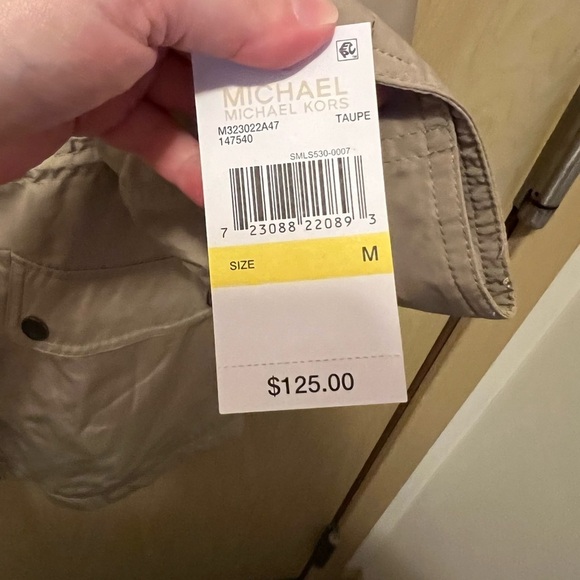 MICHAEL
MICHAEL KORS
M323022A47 TAUPE
147540
SMLS530-0007
7 23088 22089 3
SIZE M
$125.00